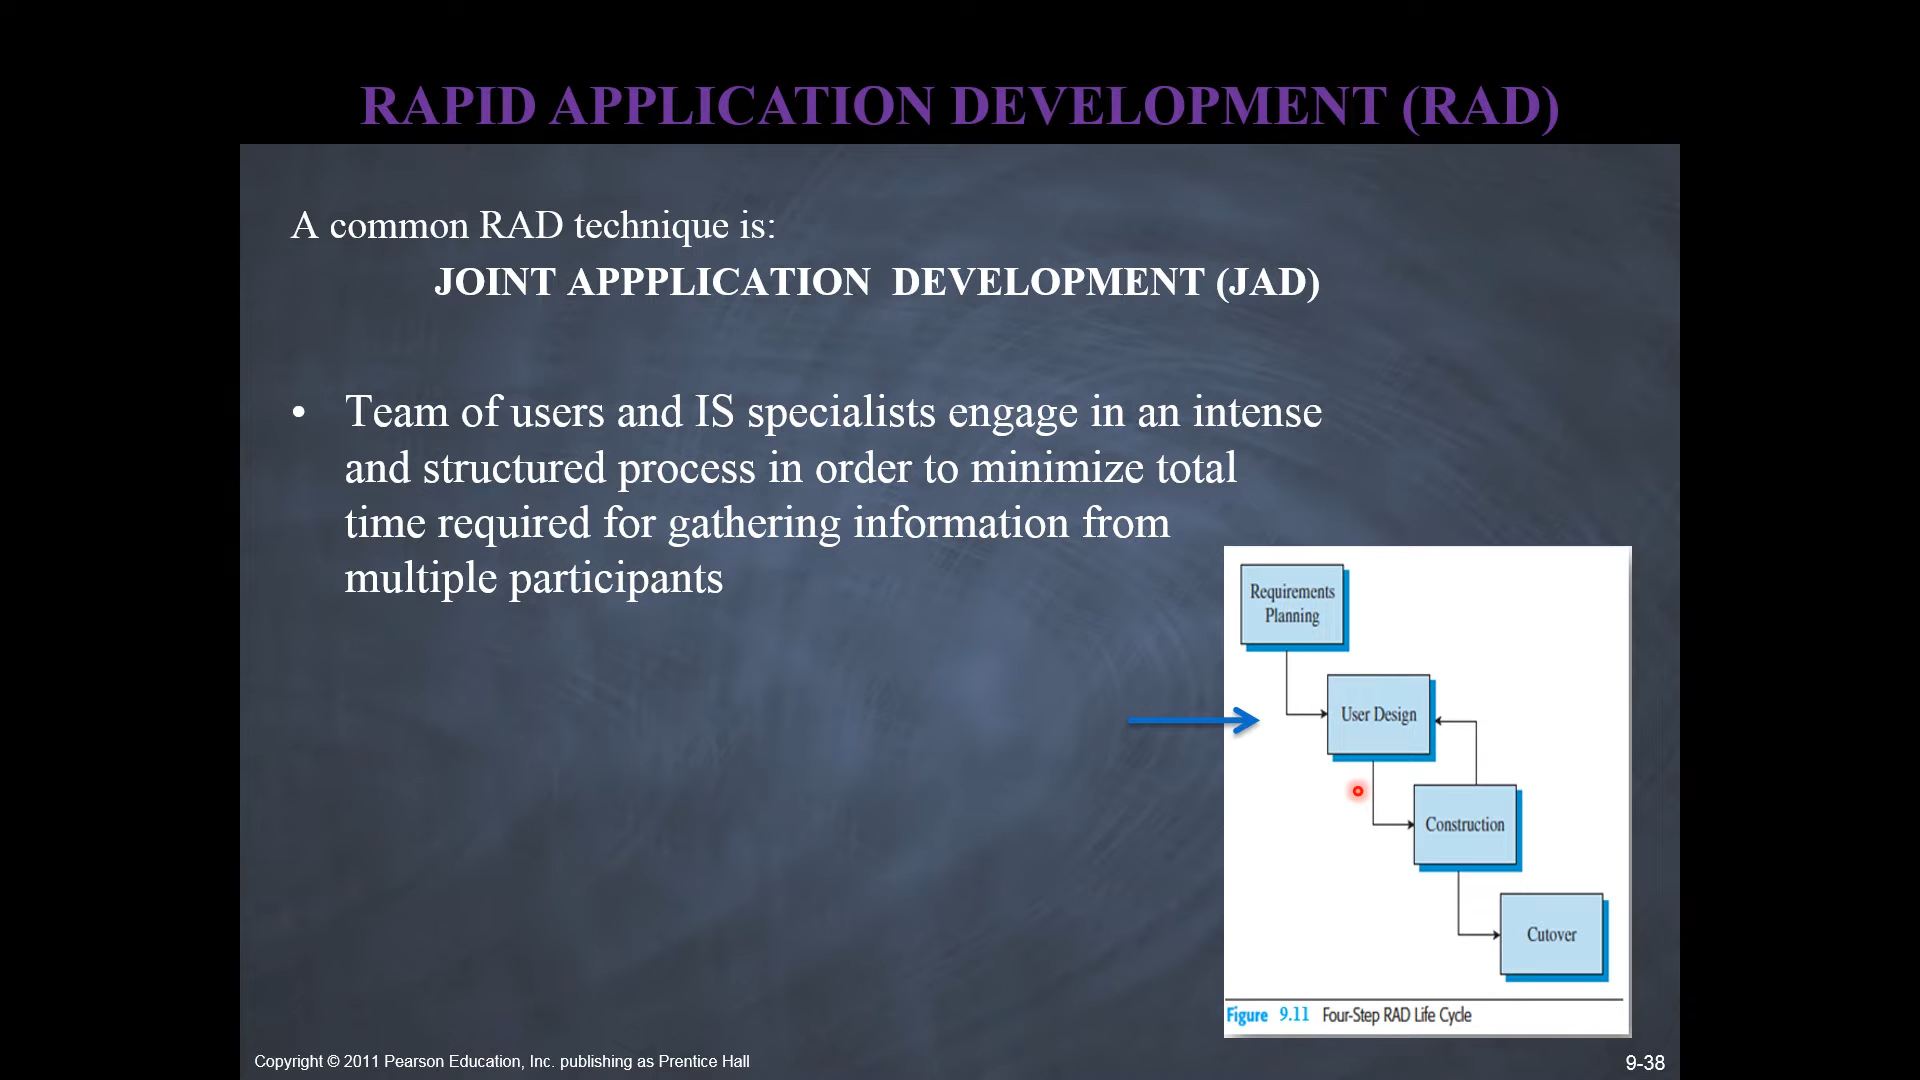 RAPID APPLICATION DEVELOPMENT (RAD)
A common RAD technique is:
JOINT APPPLICATION DEVELOPMENT (JAD)
• Team of users and IS specialists engage in an intense
and structured process in order to minimize total
time required for gathering information from
multiple participants
Requirements
Planning
User Design
Construction
Cutover
Figure 9.11 Four-Step RAD Life Cycle
Copyright © 2011 Pearson Education, Inc. publishing as Prentice Hall
9-38